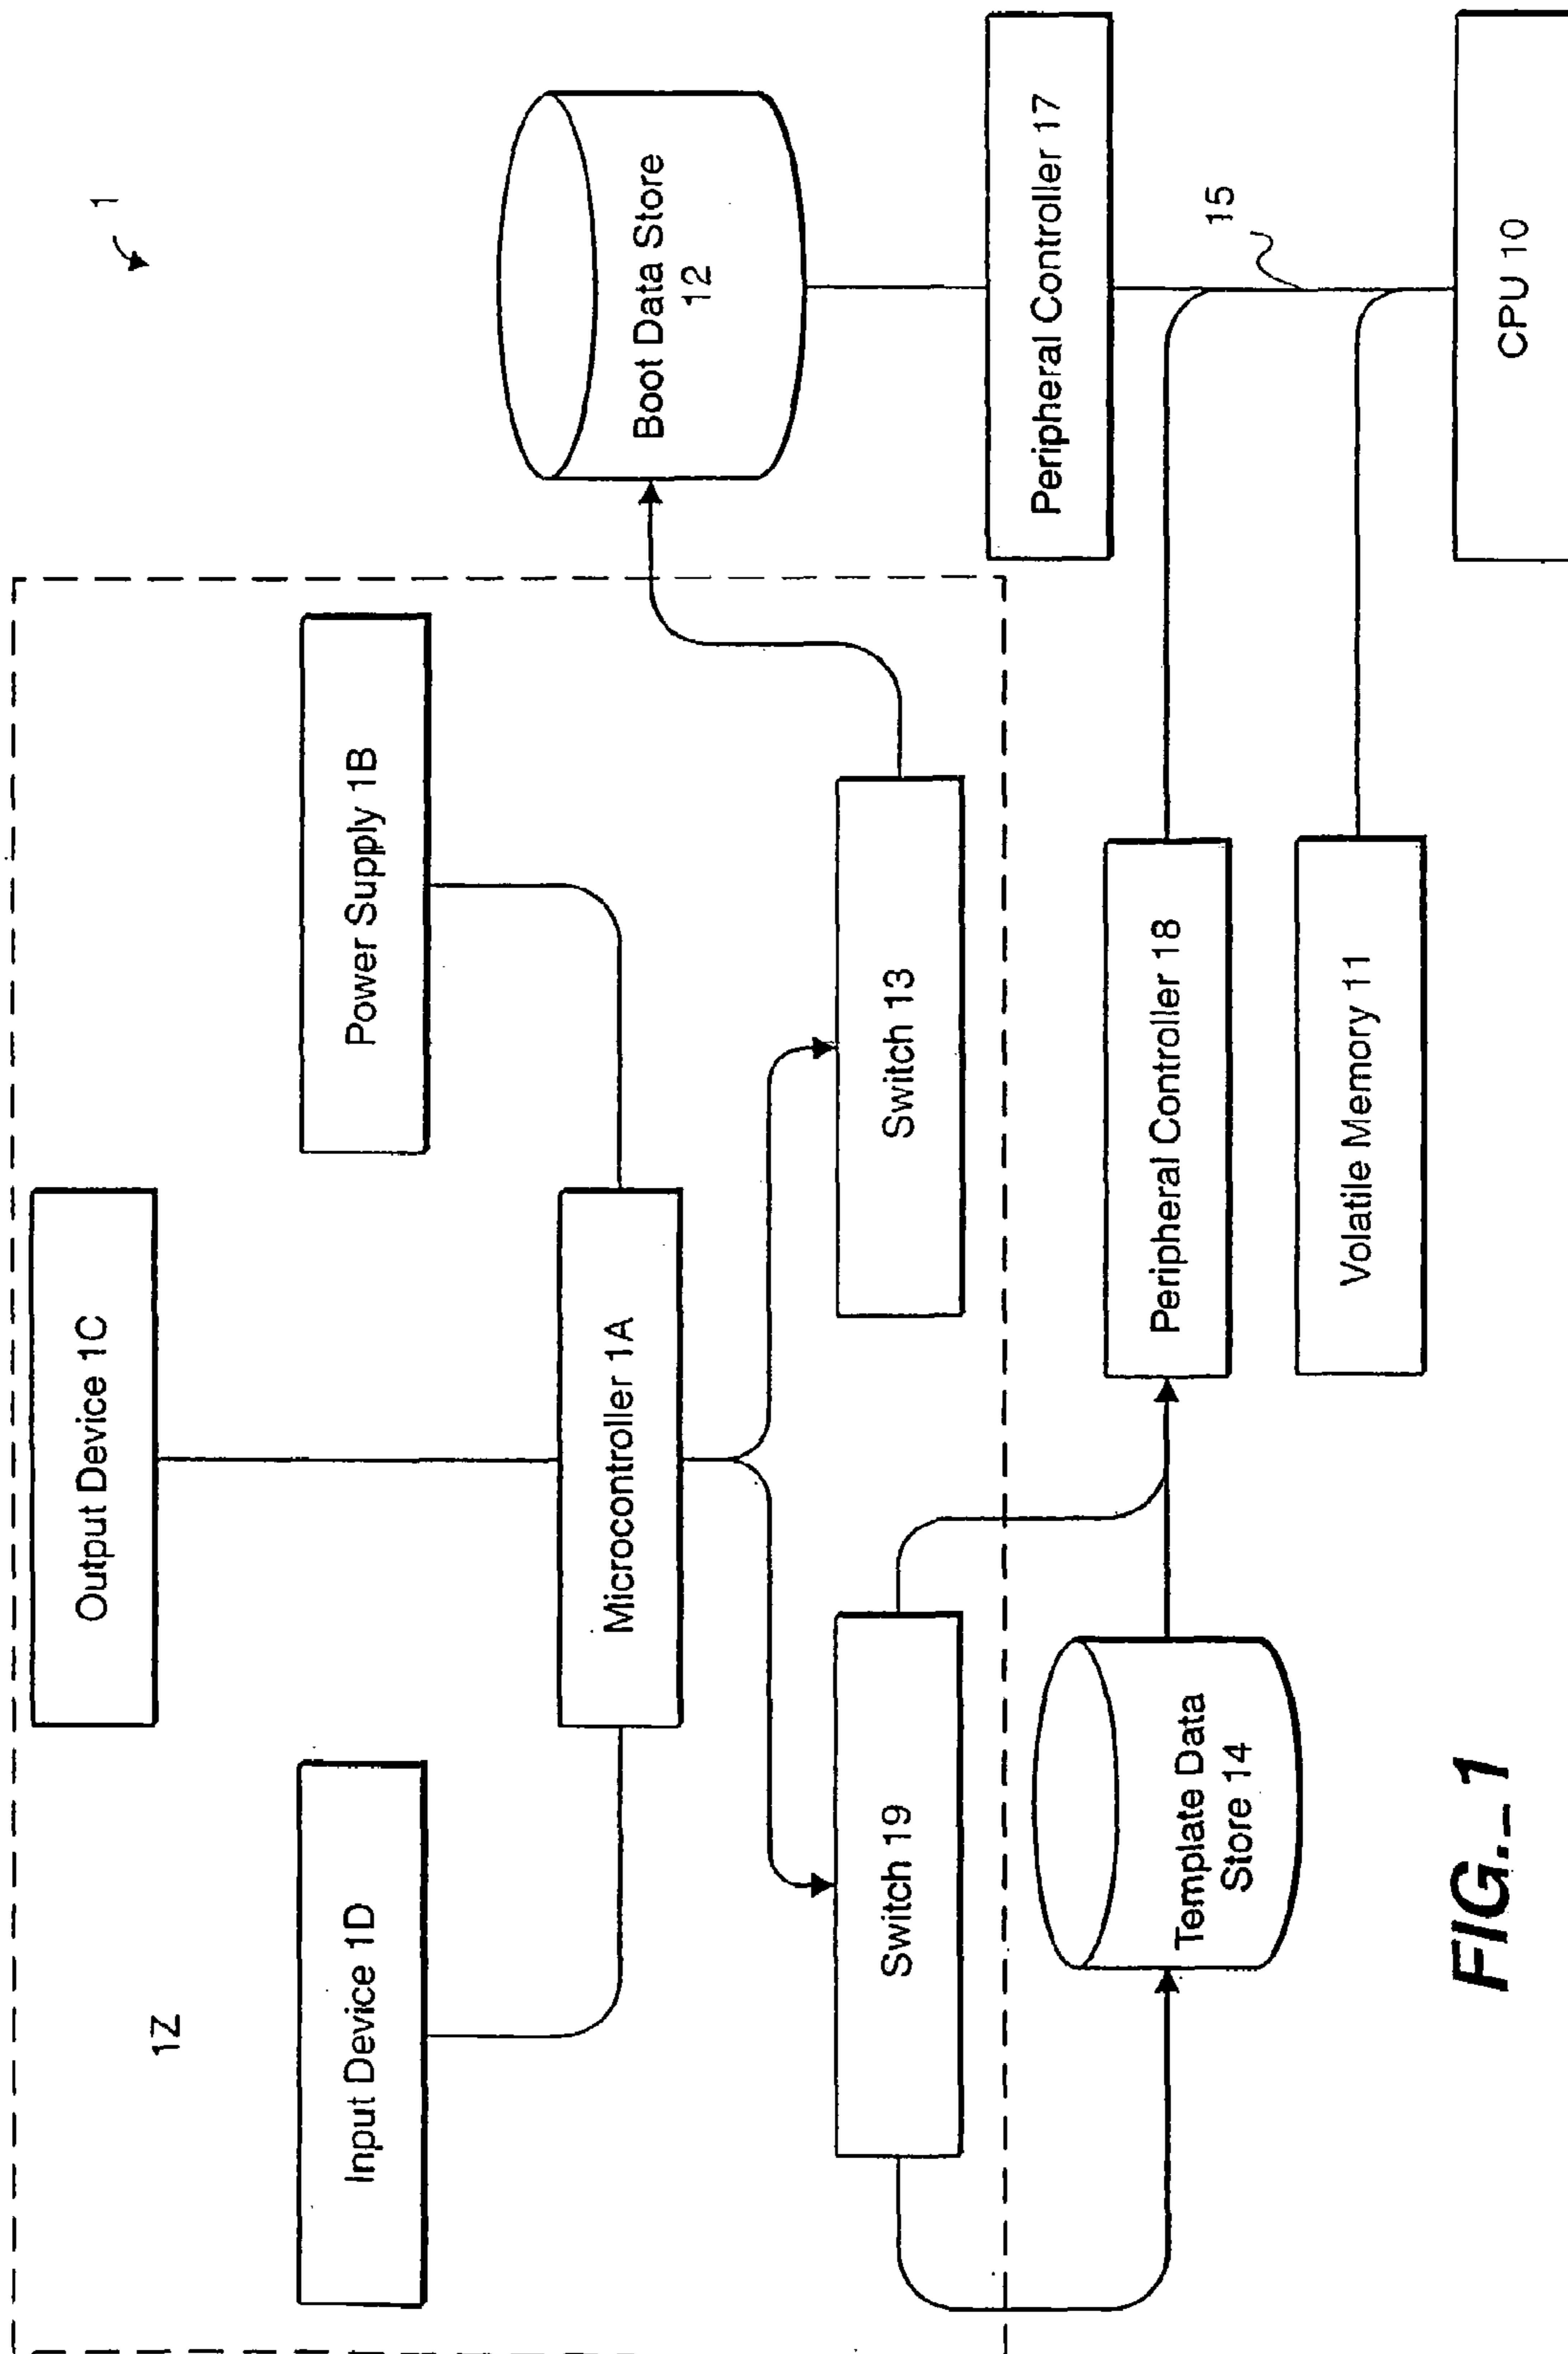 1Z
Input Device 1D
Output Device 1C
Power Supply 1B
1
Microcontroller 1A
Switch 19
Switch 13
Boot Data Store
12
Template Data
Store 14
Peripheral Controller 18
Peripheral Controller 17
Volatile Memory 11
15
CPU 10
FIG._1